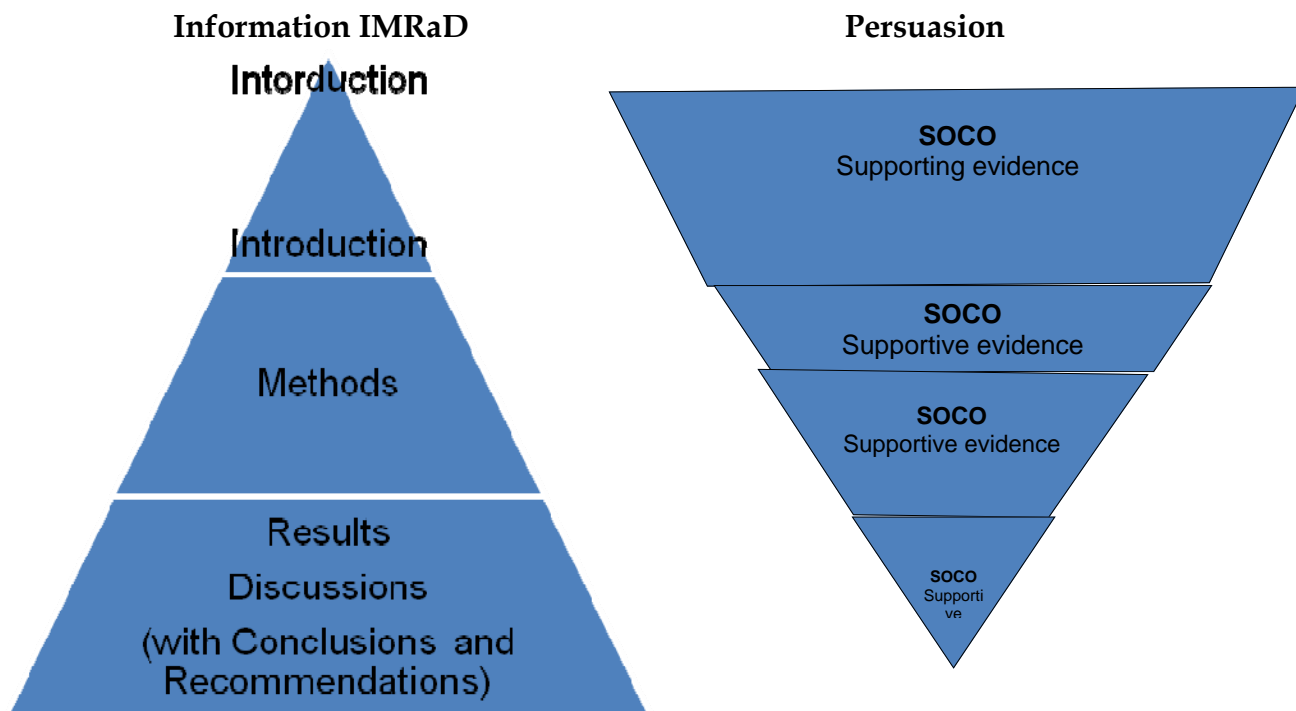 Information IMRaD
Intorduction
Introduction
Methods
Results
Discussions
(with Conclusions and
Recommendations)
Persuasion
SOCO
Supporting evidence
SOCO
Supportive evidence
SOCO
Supportive evidence
SOCO
Supporti
ve